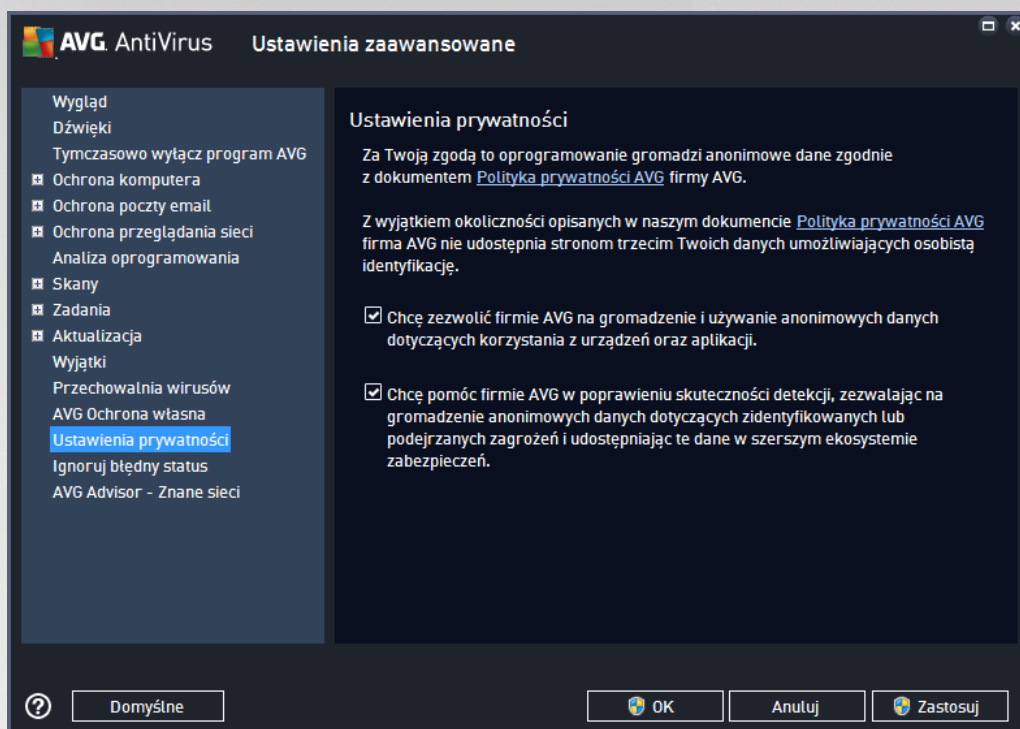 AVG. AntiVirus Ustawienia zaawansowane
Wygląd
Dźwięki
Tymczasowo wyłącz program AVG
Ochrona komputera
Ochrona poczty email
Ochrona przeglądania sieci
Analiza oprogramowania
Skany
Zadania
Aktualizacja
Wyjątki
Przechowalnia wirusów
AVG Ochrona własna
Ustawienia prywatności
Ignoruj błędny status
AVG Advisor - Znane sieci
Ustawienia prywatności
Za Twoją zgodą to oprogramowanie gromadzi anonimowe dane zgodnie
z dokumentem Polityka prywatności AVG firmy AVG.
Z wyjątkiem okoliczności opisanych w naszym dokumencie Polityka prywatności AVG
firma AVG nie udostępnia stronom trzecim Twoich danych umożliwiających osobistą
identyfikację.
Chcę zezwolić firmie AVG na gromadzenie i używanie anonimowych danych
dotyczących korzystania z urządzeń oraz aplikacji.
Chcę pomóc firmie AVG w poprawieniu skuteczności detekcji, zezwalając na
gromadzenie anonimowych danych dotyczących zidentyfikowanych lub
podejrzanych zagrożeń i udostępniając te dane w szerszym ekosystemie
zabezpieczeń.
Domyślne
OK
Anuluj
Zastosuj